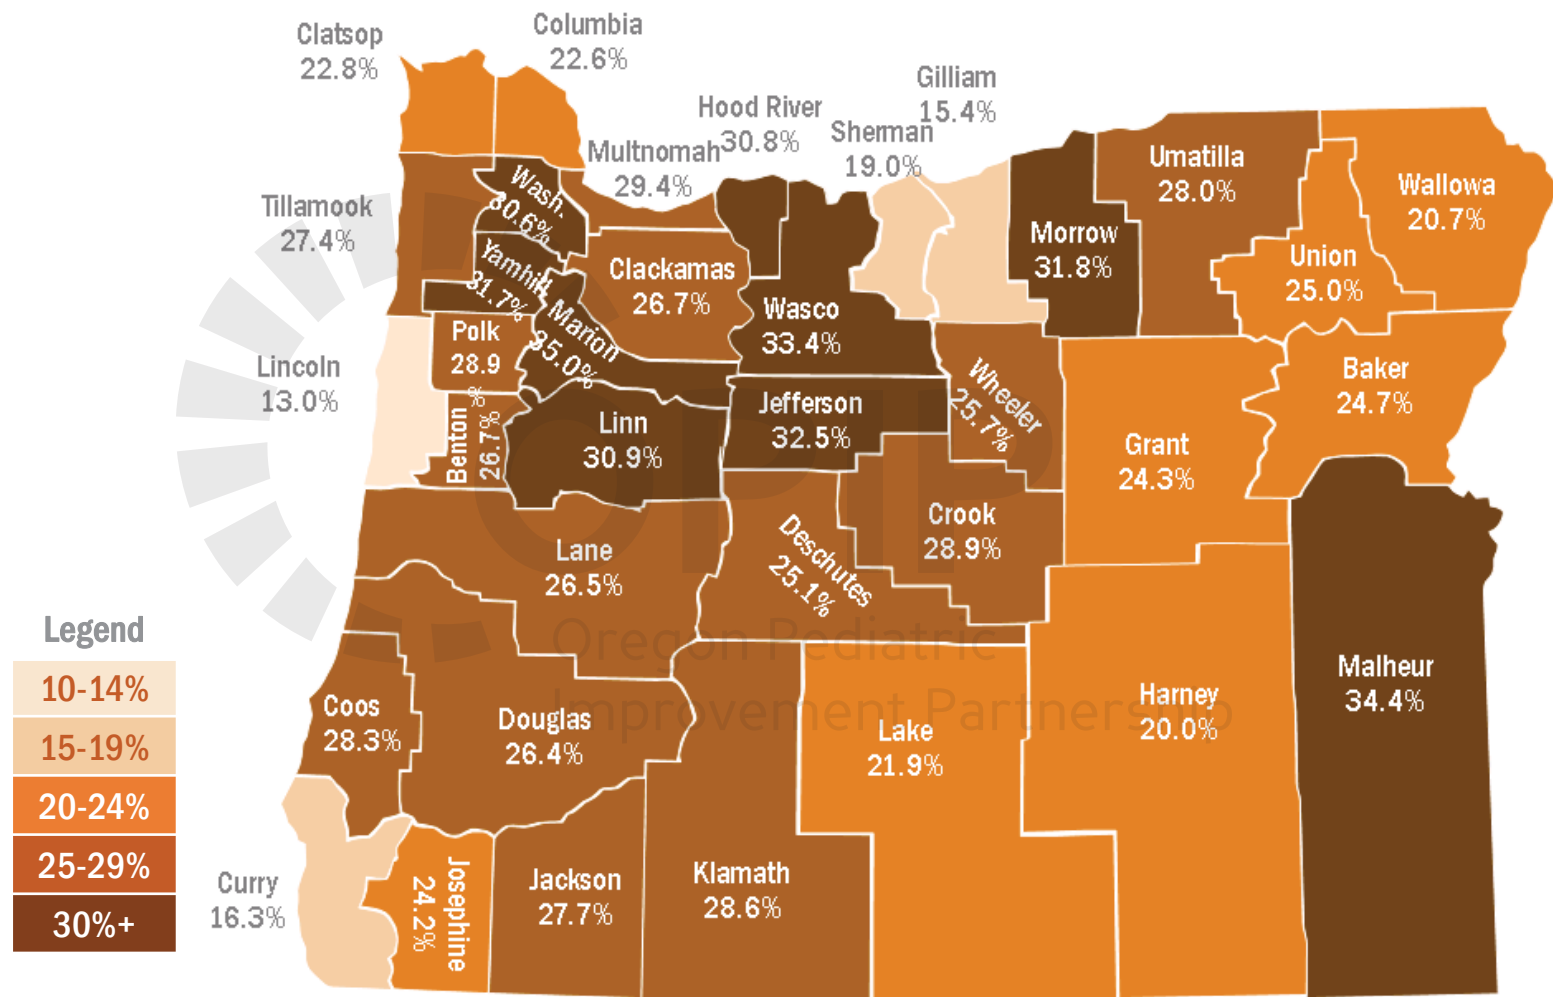 Clatsop
22.8%
Columbia
22.6%
Gilliam
15.4%
Hood River
30.8%
Sherman
19.0%
Multnomah
29.4%
Umatilla
28.0%
Wallowa
20.7%
Wash.
30.6%
Tillamook
27.4%
Morrow
31.8%
Union
25.0%
Yamhill
31.7%
Clackamas
26.7%
Wasco
33.4%
Marion
35.0%
Polk
28.9
%
Lincoln
13.0%
Wheeler
25.7%
Baker
24.7%
Jefferson
32.5%
Benton
26.7%
Linn
30.9%
Grant
24.3%
OPIP
Crook
28.9%
Deschutes
25.1%
Lane
26.5%
Oregon Pediatric
Improvement Partnership
Legend
10-14%
15-19%
20-24%
25-29%
30%+
Malheur
34.4%
Harney
20.0%
Coos
28.3%
Douglas
26.4%
Lake
21.9%
Curry
16.3%
Josephine
24.2%
Jackson
27.7%
Klamath
28.6%